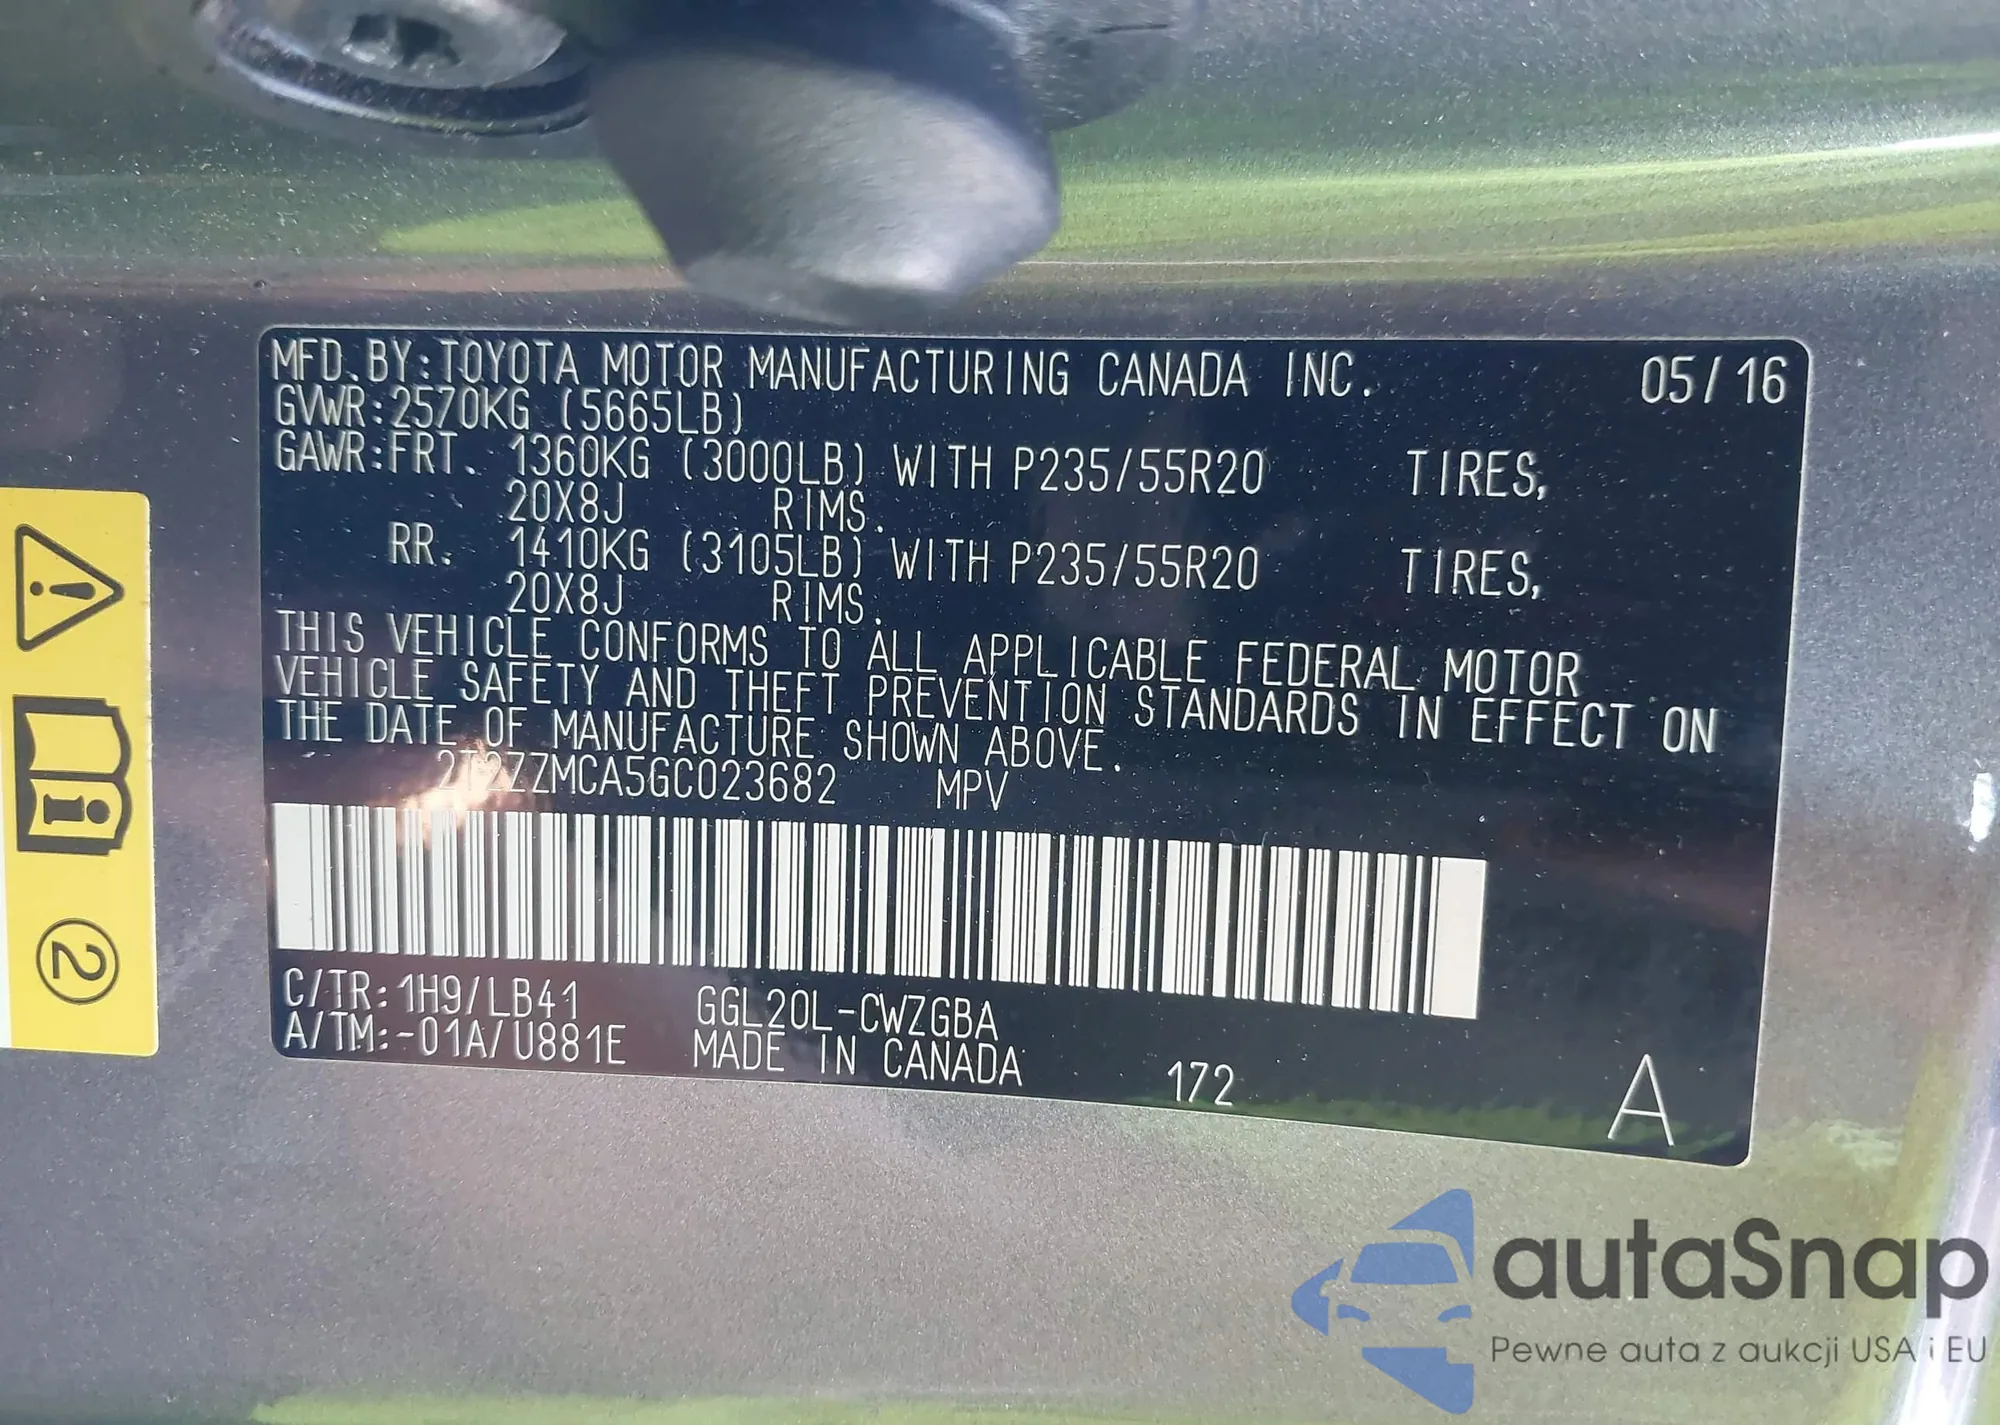 MFD.BY:TOYOTA MOTOR MANUFACTURING CANADA INC. 05/16
GVWR:2570KG (5665LB)
GAWR:FRT. 1360KG (3000LB) WITH P235/55R20 TIRES,
20X8J RIMS.
RR. 1410KG (3105LB) WITH P235/55R20 TIRES,
20X8J RIMS.
THIS VEHICLE CONFORMS TO ALL APPLICABLE FEDERAL MOTOR
VEHICLE SAFETY AND THEFT PREVENTION STANDARDS IN EFFECT ON
THE DATE OF MANUFACTURE SHOWN ABOVE.
2T2ZZMCA5GC023682 MPV
C/TR:1H9/LB41 GGL20L-CWZGBA
A/TM:-01A/U881E MADE IN CANADA 172 A
2
autaSnap
Pewne auta z aukcji USA i EU